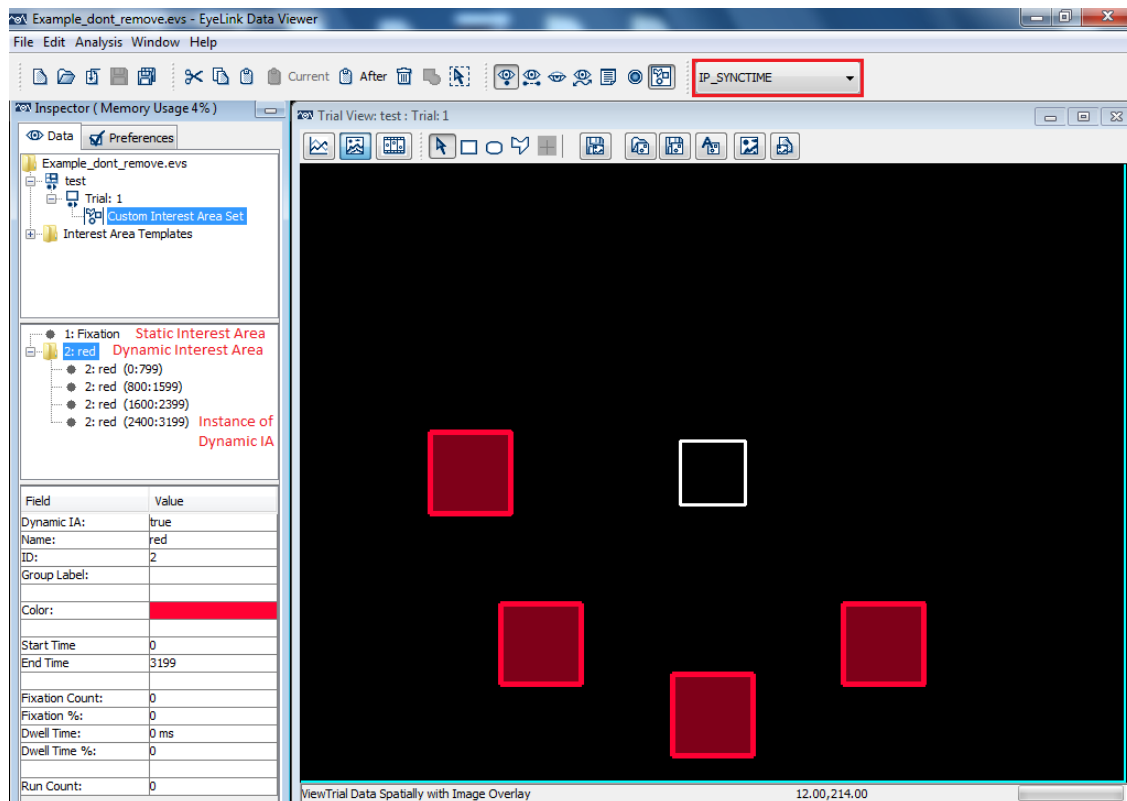 Example_dont_remove.evs - EyeLink Data Viewer
File Edit Analysis Window Help
Current After IP_SYNCTIME
Inspector ( Memory Usage 4% )
Data Preferences
Example_dont_remove.evs
test
Trial: 1
Custom Interest Area Set
Interest Area Templates
1: Fixation Static Interest Area
2: red Dynamic Interest Area
2: red (0:799)
2: red (800:1599)
2: red (1600:2399)
2: red (2400:3199) Instance of
Dynamic IA
Field Value
Dynamic IA: true
Name: red
ID: 2
Group Label:
Color:
Start Time 0
End Time 3199
Fixation Count: 0
Fixation %: 0
Dwell Time: 0 ms
Dwell Time %: 0
Run Count: 0
Trial View: test : Trial: 1
ViewTrial Data Spatially with Image Overlay 12.00,214.00